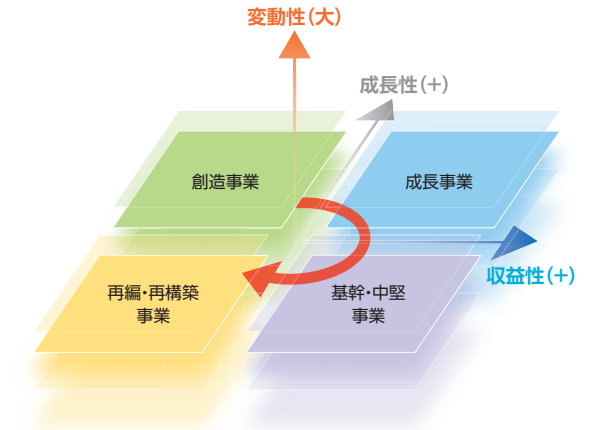 変動性（大）
成長性（＋）
創造事業
成長事業
収益性（＋）
再編・再構築
事業
基幹・中堅
事業